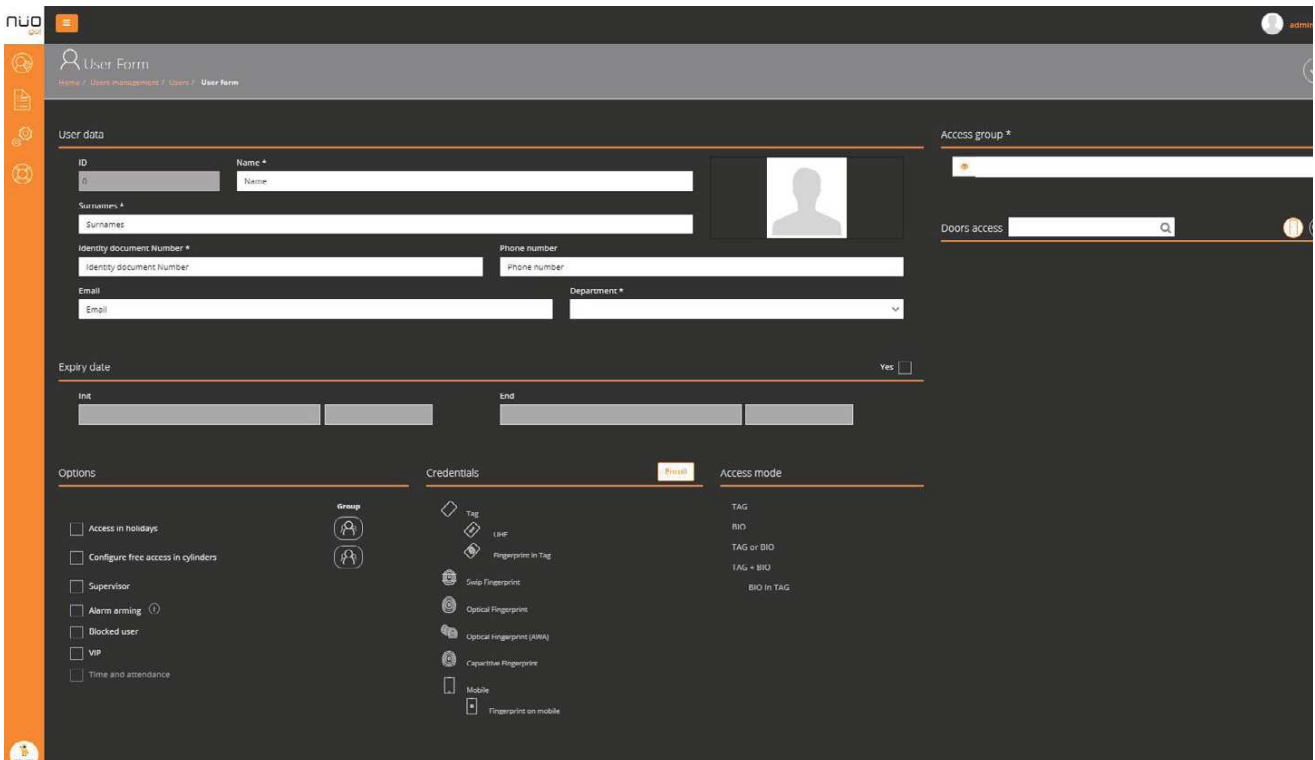 nüo
go!
admin
User Form
Home / Users management / Users / User form
User data
ID
0
Name *
Name
Surnames *
Surnames
Identity document Number *
Identity document Number
Phone number
Phone number
Email
Email
Department *
Access group *
Doors access
Expiry date
Yes
Init
End
Options
Group
Access in holidays
Configure free access in cylinders
Supervisor
Alarm arming
Blocked user
VIP
Time and attendance
Credentials
Enroll
Tag
UHF
Fingerprint in Tag
Swip Fingerprint
Optical Fingerprint
Optical Fingerprint (AWA)
Capacitive Fingerprint
Mobile
Fingerprint on mobile
Access mode
TAG
BIO
TAG or BIO
TAG + BIO
BIO in TAG